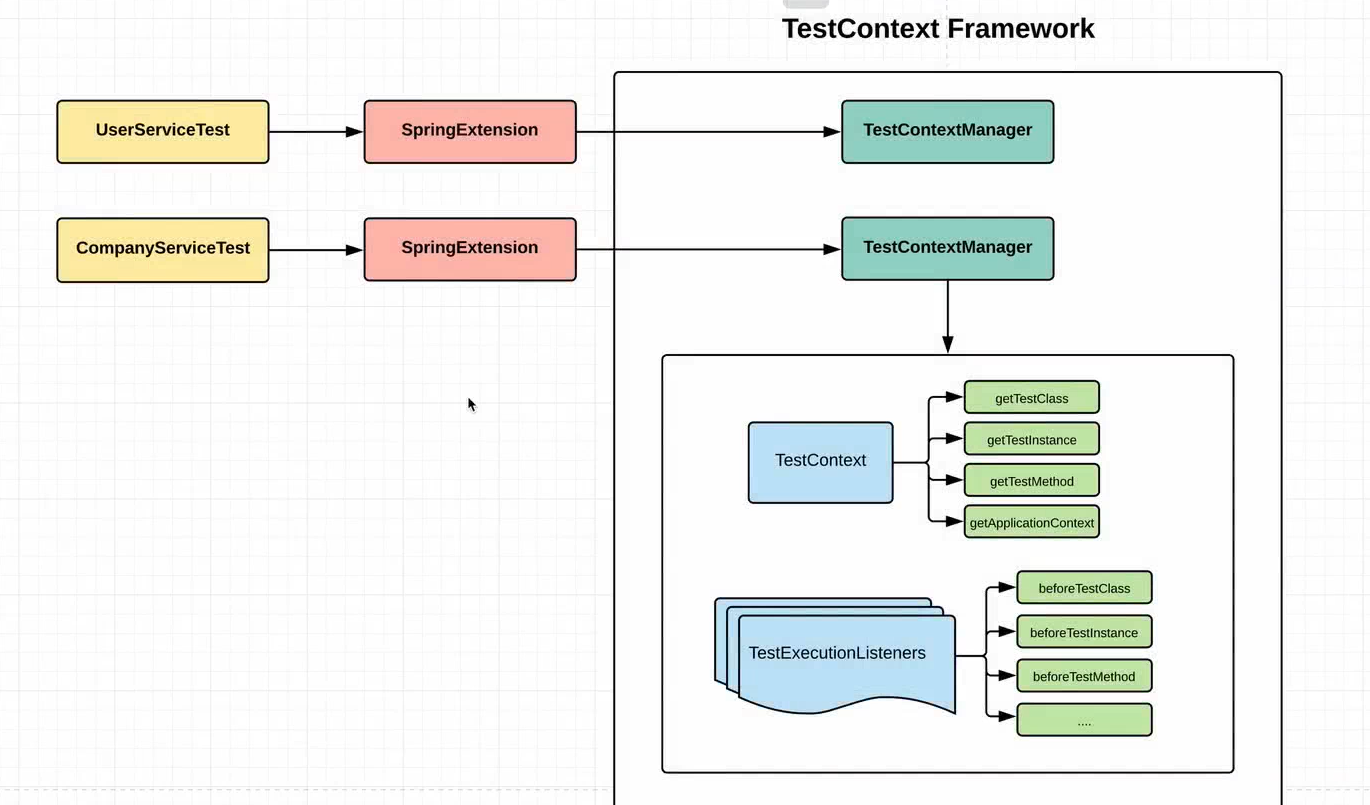 TestContext Framework
UserServiceTest
SpringExtension
TestContextManager
CompanyServiceTest
SpringExtension
TestContextManager
TestContext
getTestClass
getTestInstance
getTestMethod
getApplicationContext
TestExecutionListeners
beforeTestClass
beforeTestInstance
beforeTestMethod
....